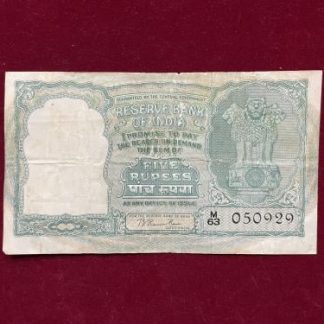 5
GUARANTEED BY THE CENTRAL GOVERNMENT
RESERVE BANK
OF INDIA
I PROMISE TO PAY
THE BEARER ON DEMAND
THE SUM OF
FIVE
RUPEES
पांच रुपया
AT ANY OFFICE OF ISSUE
M/63 050929
FOR THE RESERVE BANK OF INDIA